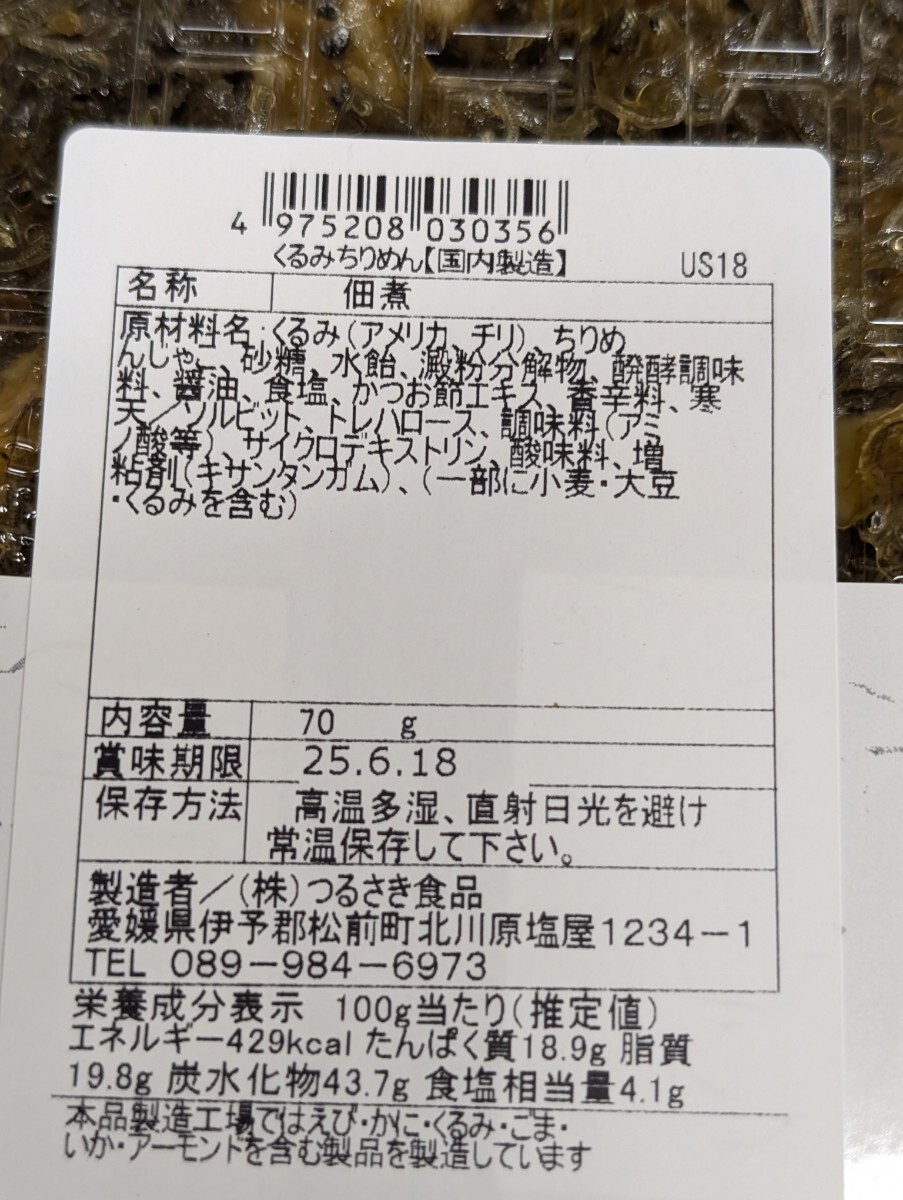 4 975208 030356
くるみちりめん【国内製造】 US18
名称 佃煮
原材料名:くるみ(アメリカ、チリ)、ちりめ
んじゃこ、砂糖、水飴、澱粉分解物、醗酵調味
料、醤油、食塩、かつお節エキス、香辛料、寒
天/ソルビット、トレハロース、調味料(アミ
ノ酸等)、サイクロデキストリン、酸味料、増
粘剤(キサンタンガム)、(一部に小麦・大豆
・くるみを含む)
内容量 70 g
賞味期限 25.6.18
保存方法 高温多湿、直射日光を避け
常温保存して下さい。
製造者/(株)つるさき食品
愛媛県伊予郡松前町北川原塩屋1234-1
TEL 089-984-6973
栄養成分表示 100g当たり(推定値)
エネルギー429kcal たんぱく質18.9g 脂質
19.8g 炭水化物43.7g 食塩相当量4.1g
本品製造工場ではえび・かに・くるみ・ごま・
いか・アーモンドを含む製品を製造しています